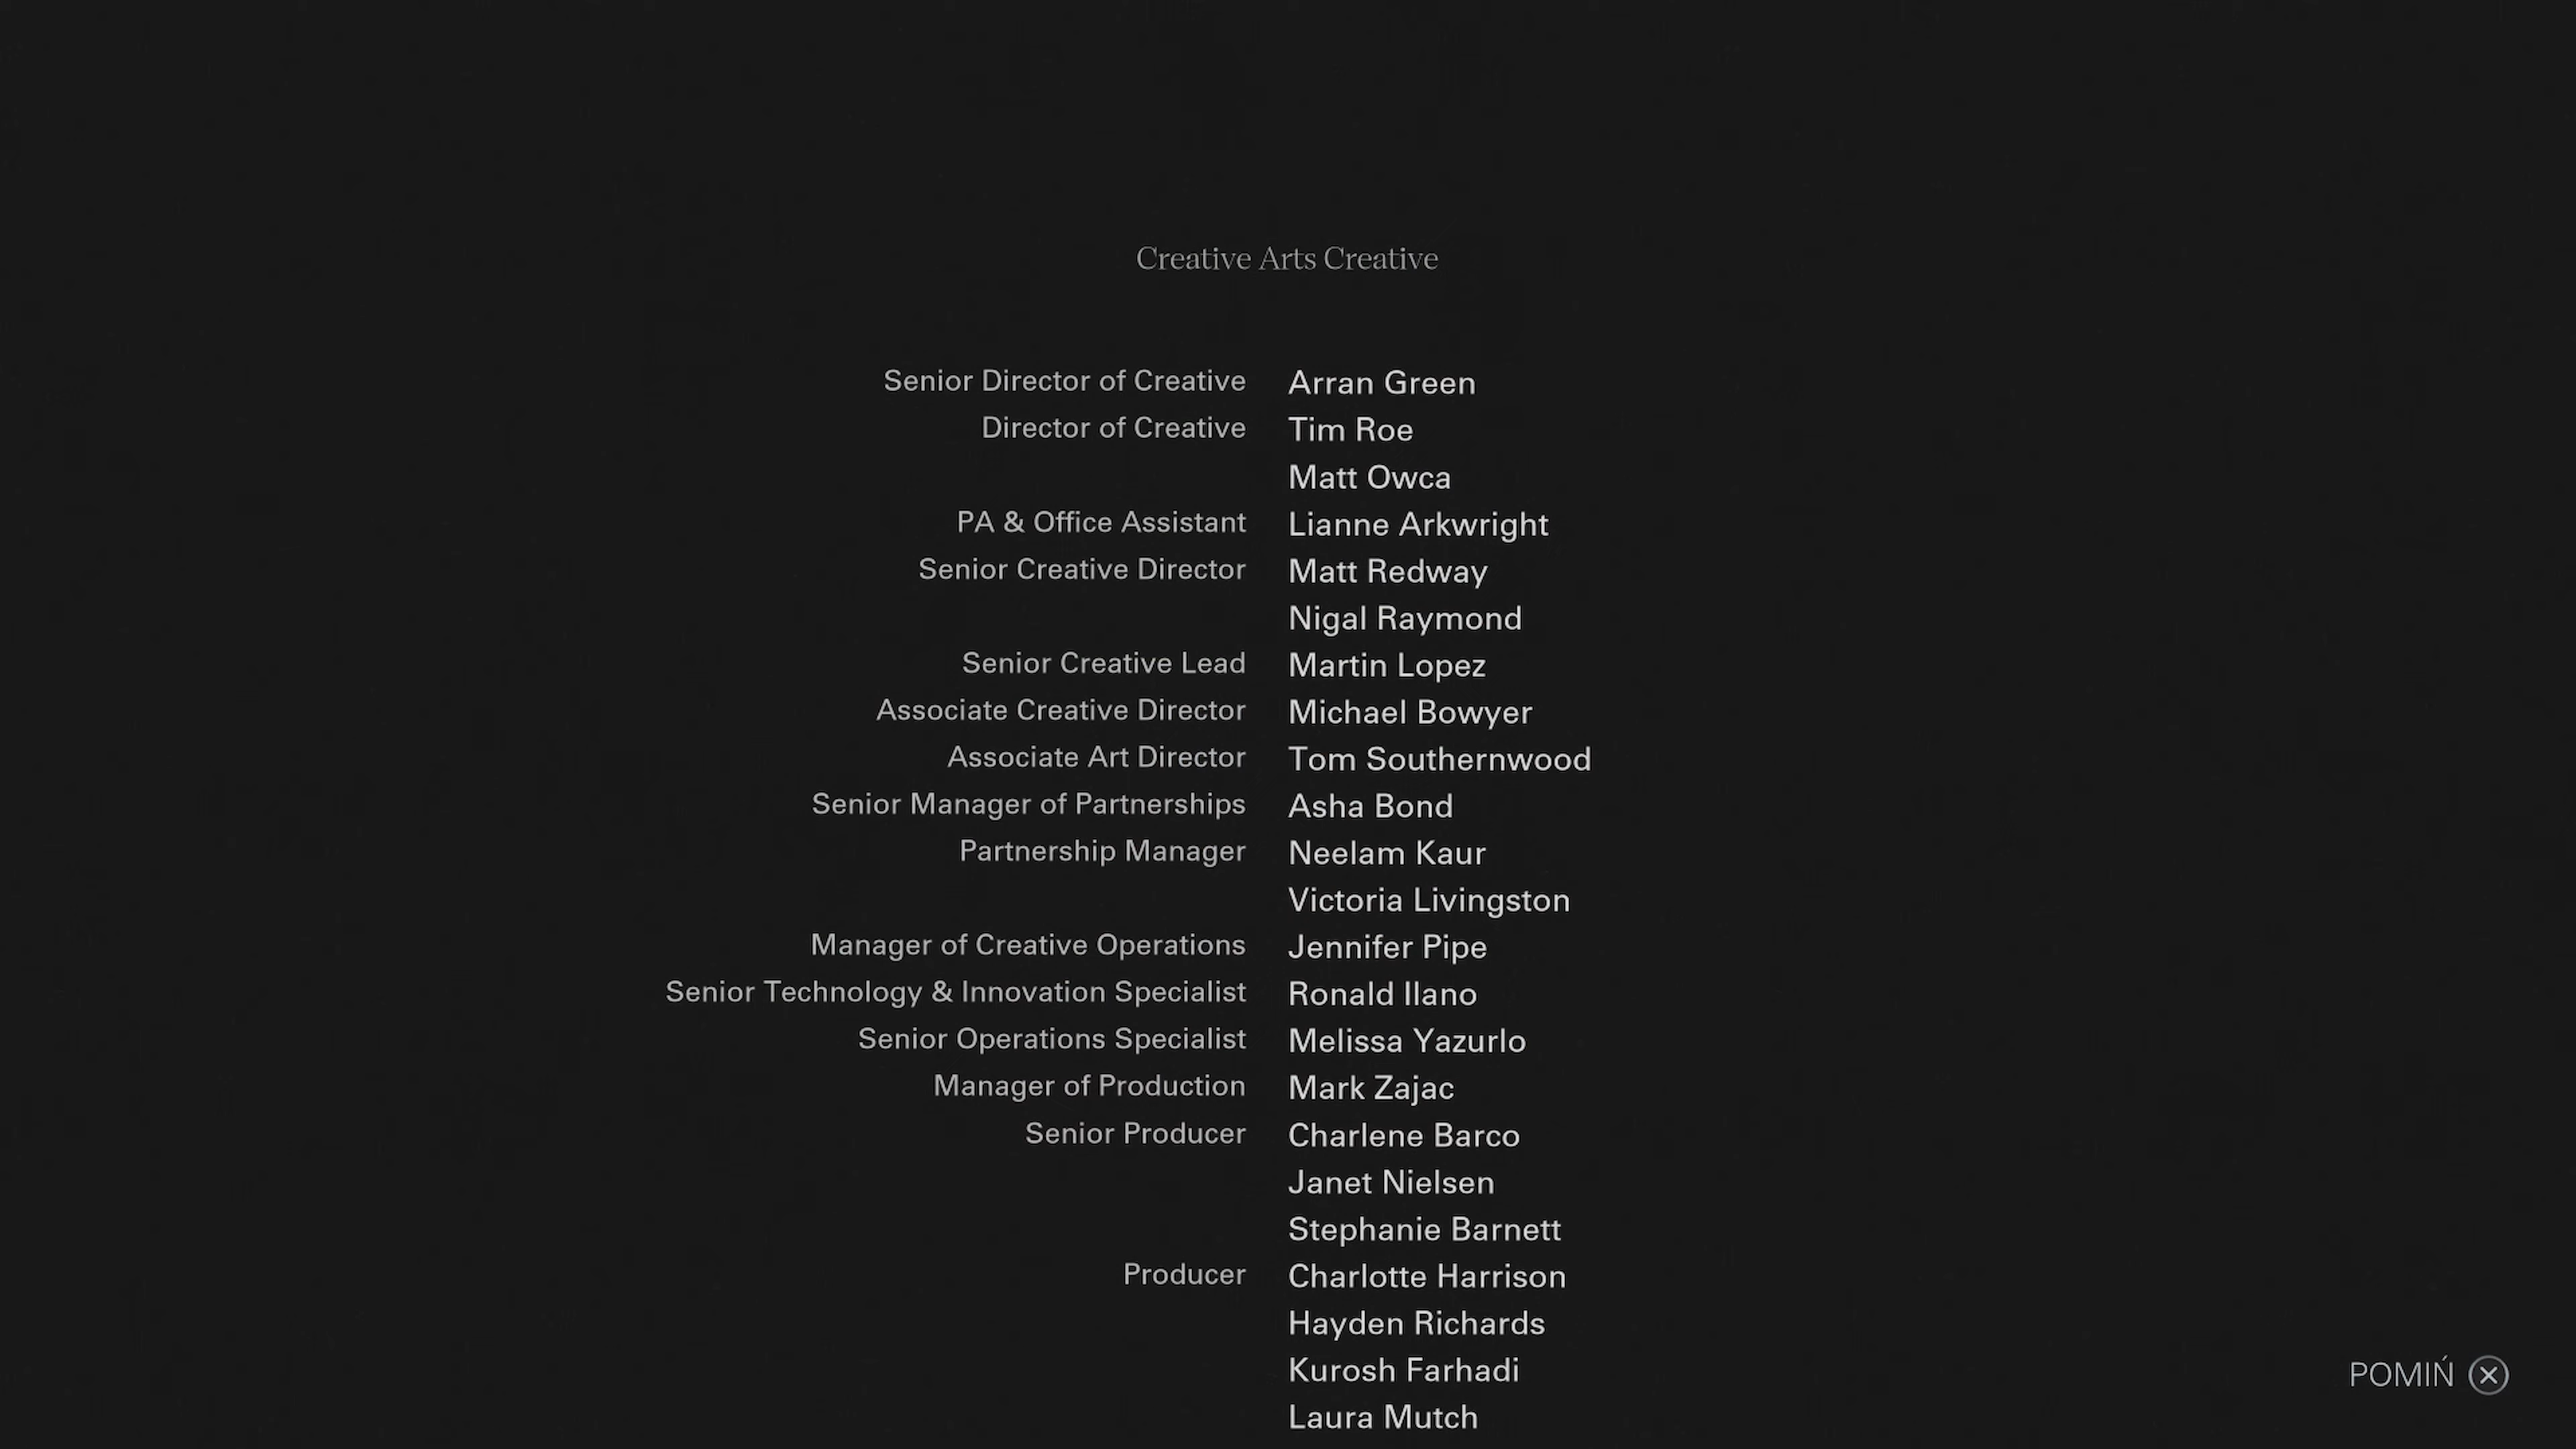 Creative Arts Creative
Senior Director of Creative Arran Green
Director of Creative Tim Roe
Matt Owca
PA & Office Assistant Lianne Arkwright
Senior Creative Director Matt Redway
Nigal Raymond
Senior Creative Lead Martin Lopez
Associate Creative Director Michael Bowyer
Associate Art Director Tom Southernwood
Senior Manager of Partnerships Asha Bond
Partnership Manager Neelam Kaur
Victoria Livingston
Manager of Creative Operations Jennifer Pipe
Senior Technology & Innovation Specialist Ronald Ilano
Senior Operations Specialist Melissa Yazurlo
Manager of Production Mark Zajac
Senior Producer Charlene Barco
Janet Nielsen
Stephanie Barnett
Producer Charlotte Harrison
Hayden Richards
Kurosh Farhadi
Laura Mutch
POMIŃ